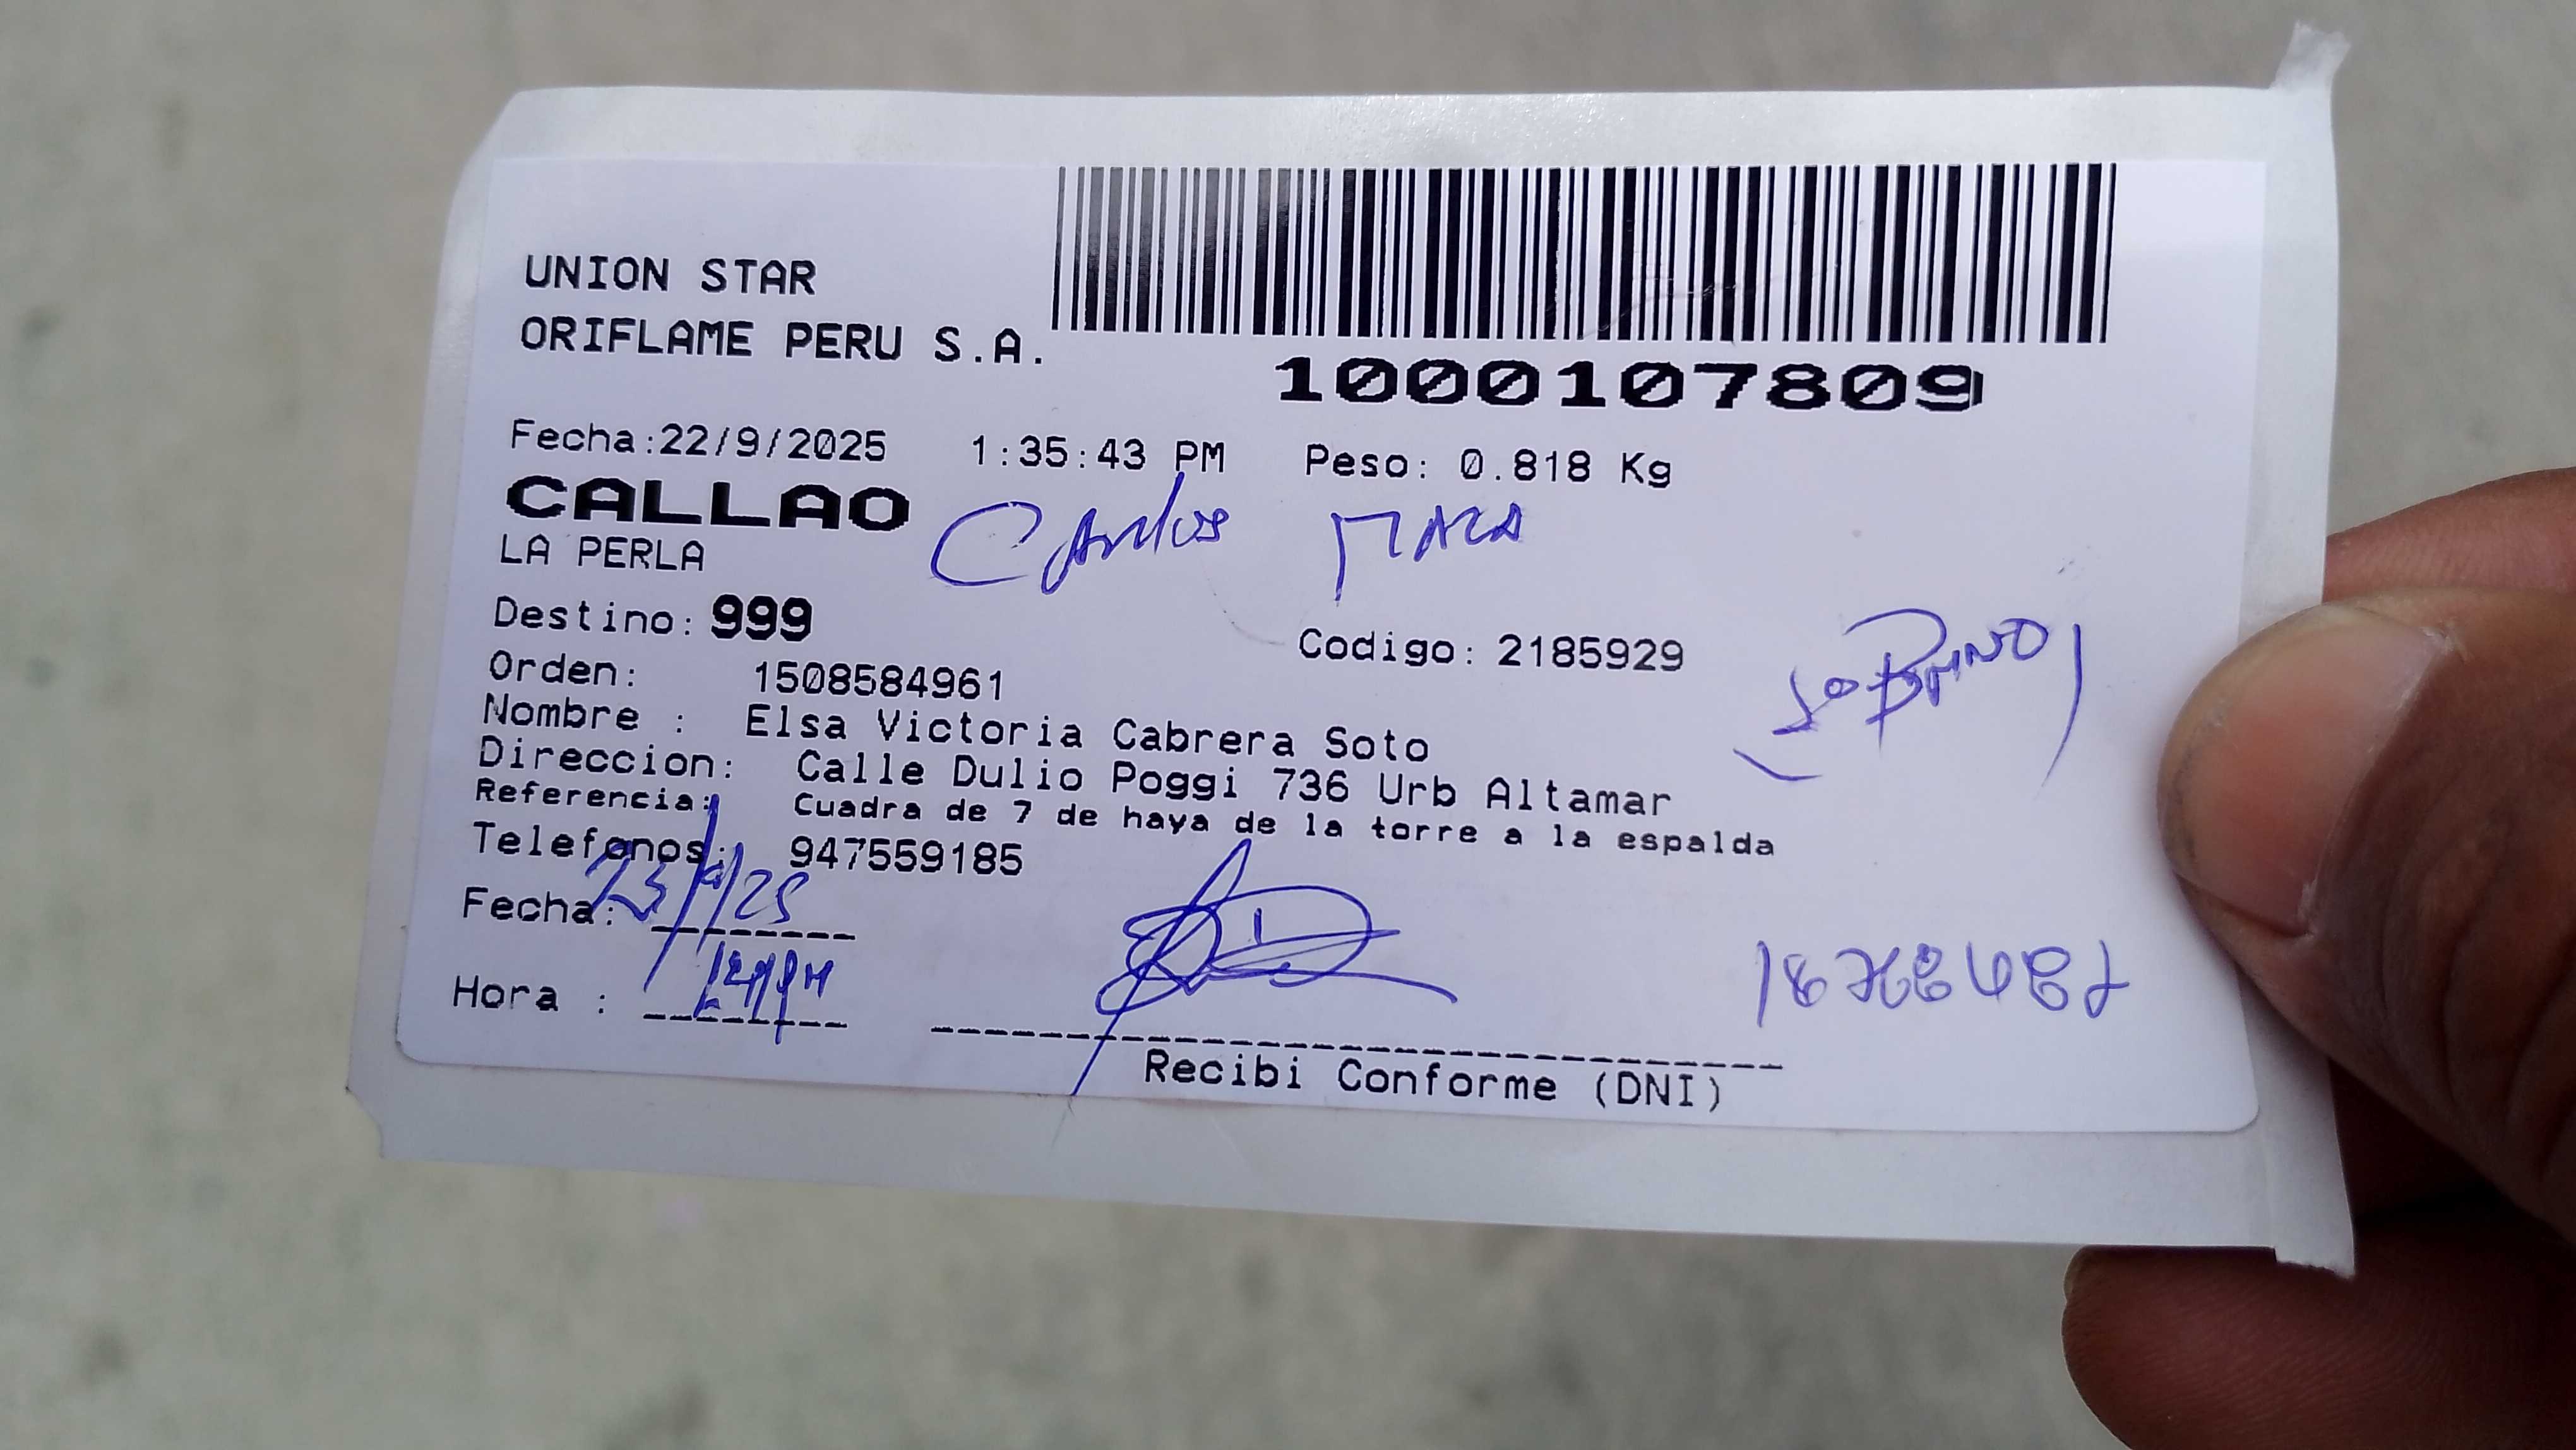 UNION STAR
ORIFLAME PERU S.A.
1000107809
Fecha:22/9/2025 1:35:43 PM Peso: 0.818 Kg
CALLAO Carlos
LA PERLA
Destino: 999
Codigo: 2185929
(Sobrino)
Orden: 1508584961
Nombre : Elsa Victoria Cabrera Soto
Direccion: Calle Dulio Poggi 736 Urb Altamar
Referencia: Cuadra de 7 de haya de la torre a la espalda
Telefonos: 947559185
Fecha: 23/9/25
Hora :
Recibi Conforme (DNI)